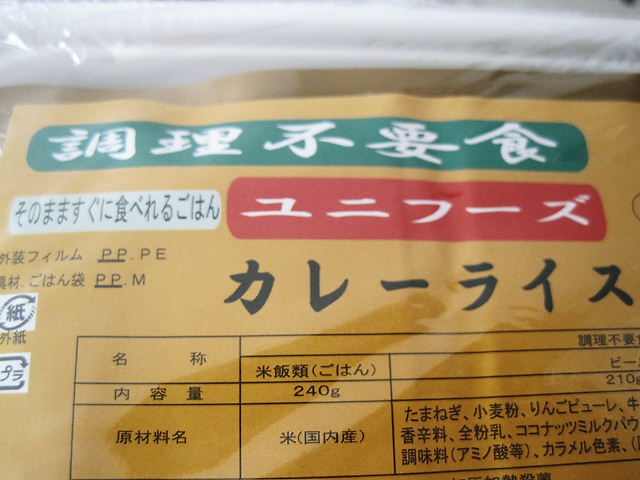 調理不要食
そのまますぐに食べれるごはん
ユニフーズ
外装フィルム PP.PE
具材.ごはん袋 PP.M
カレーライス
紙
外紙
プラ
調理不要食
名 称
米飯類(ごはん)
ビー
内 容 量
240g
210g
原材料名
米(国内産)
たまねぎ、小麦粉、りんごピューレ、牛
香辛料、全粉乳、ココナッツミルクパウ
調味料(アミノ酸等)、カラメル色素、(